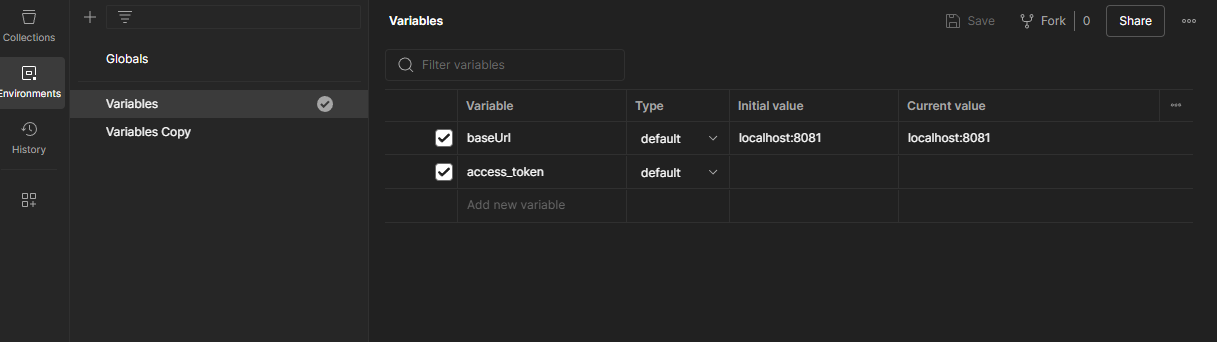 Collections
Environments
History
Globals
Variables
Variables Copy
Variables
Save
Fork
0
Share
Filter variables
Variable Type Initial value Current value
baseUrl default localhost:8081 localhost:8081
access_token default
Add new variable